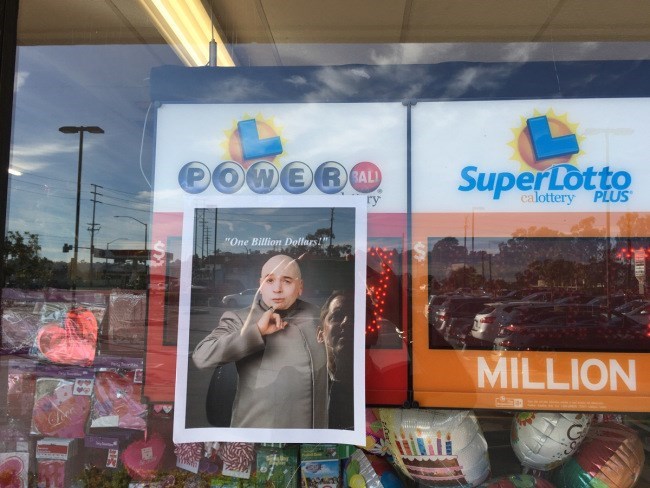 POWERBALL
SuperLotto
calottery PLUS
"One Billion Dollars!"
MILLION